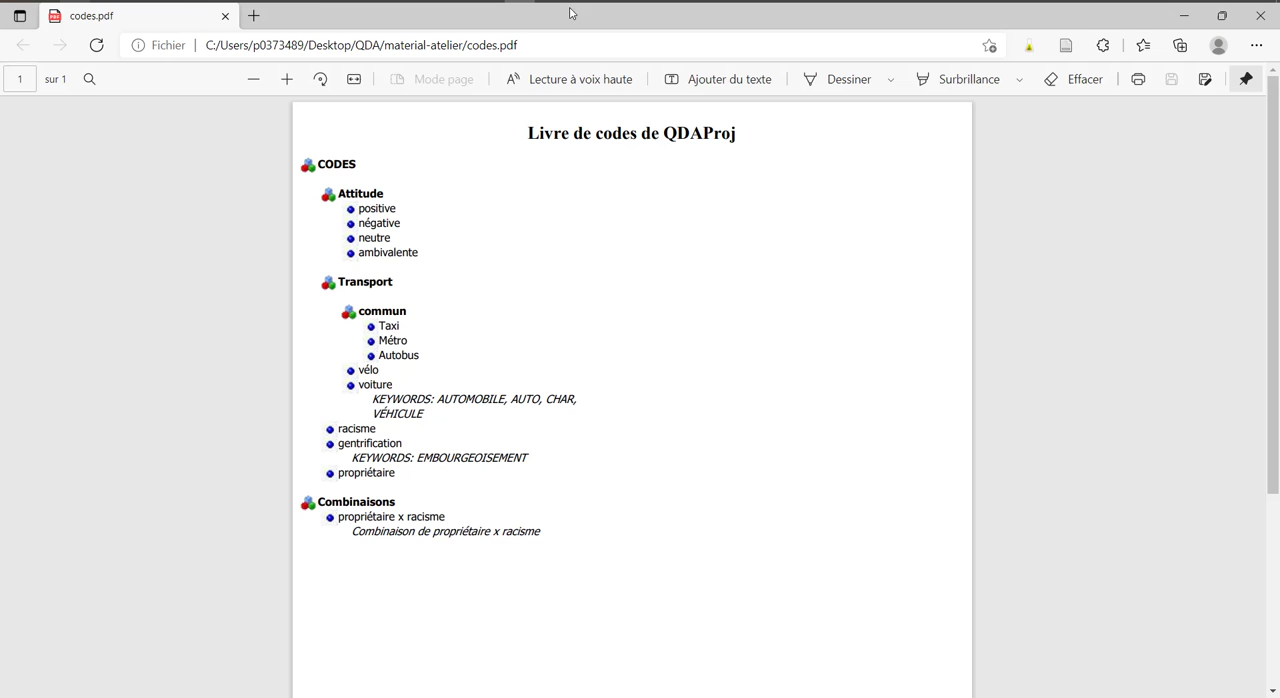 codes.pdf
Fichier
C:/Users/p0373489/Desktop/QDA/material-atelier/codes.pdf
1 sur 1 Mode page Lecture à voix haute Ajouter du texte Dessiner Surbrillance Effacer
Livre de codes de QDAProj
CODES
Attitude
positive
négative
neutre
ambivalente
Transport
commun
Taxi
Métro
Autobus
vélo
voiture
KEYWORDS: AUTOMOBILE, AUTO, CHAR,
VÉHICULE
racisme
gentrification
KEYWORDS: EMBOURGEOISEMENT
propriétaire
Combinaisons
propriétaire x racisme
Combinaison de propriétaire x racisme